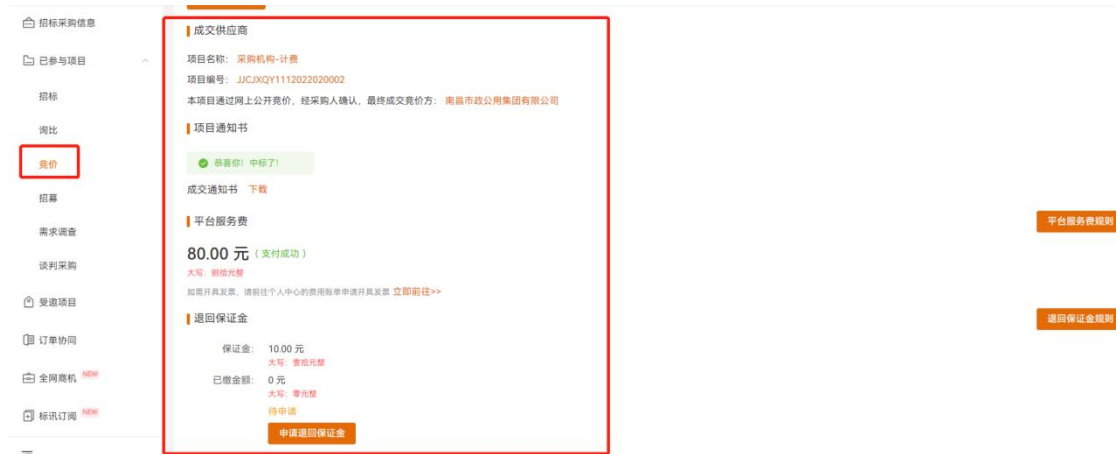 招标采购信息
已参与项目
招标
询比
竞价
招募
需求调查
谈判采购
受邀项目
订单协同
全网商机 NEW
标讯订阅 NEW
成交供应商
项目名称： 采购机构-计费
项目编号： JJCJXQY1112022020002
本项目通过网上公开竞价，经采购人确认，最终成交竞价方： 南昌市政公用集团有限公司
项目通知书
恭喜你！中标了！
成交通知书 下载
平台服务费
平台服务费规则
80.00 元（支付成功）
大写：捌拾元整
如需开具发票，请前往个人中心的费用账单申请开具发票 立即前往>>
退回保证金
退回保证金规则
保证金： 10.00 元
大写：壹拾元整
已缴金额： 0 元
大写：零元整
待申请
申请退回保证金